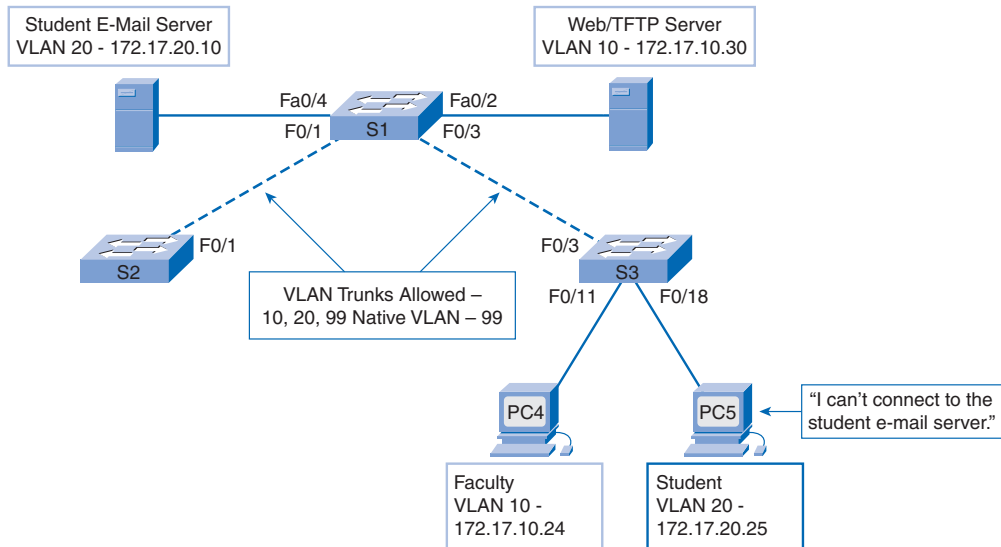 Student E-Mail Server
VLAN 20 - 172.17.20.10
Web/TFTP Server
VLAN 10 - 172.17.10.30
Fa0/4
Fa0/2
F0/1
S1
F0/3
F0/1
S2
F0/3
S3
F0/11
F0/18
VLAN Trunks Allowed –
10, 20, 99 Native VLAN – 99
PC4
PC5
“I can’t connect to the
student e-mail server.”
Faculty
VLAN 10 -
172.17.10.24
Student
VLAN 20 -
172.17.20.25